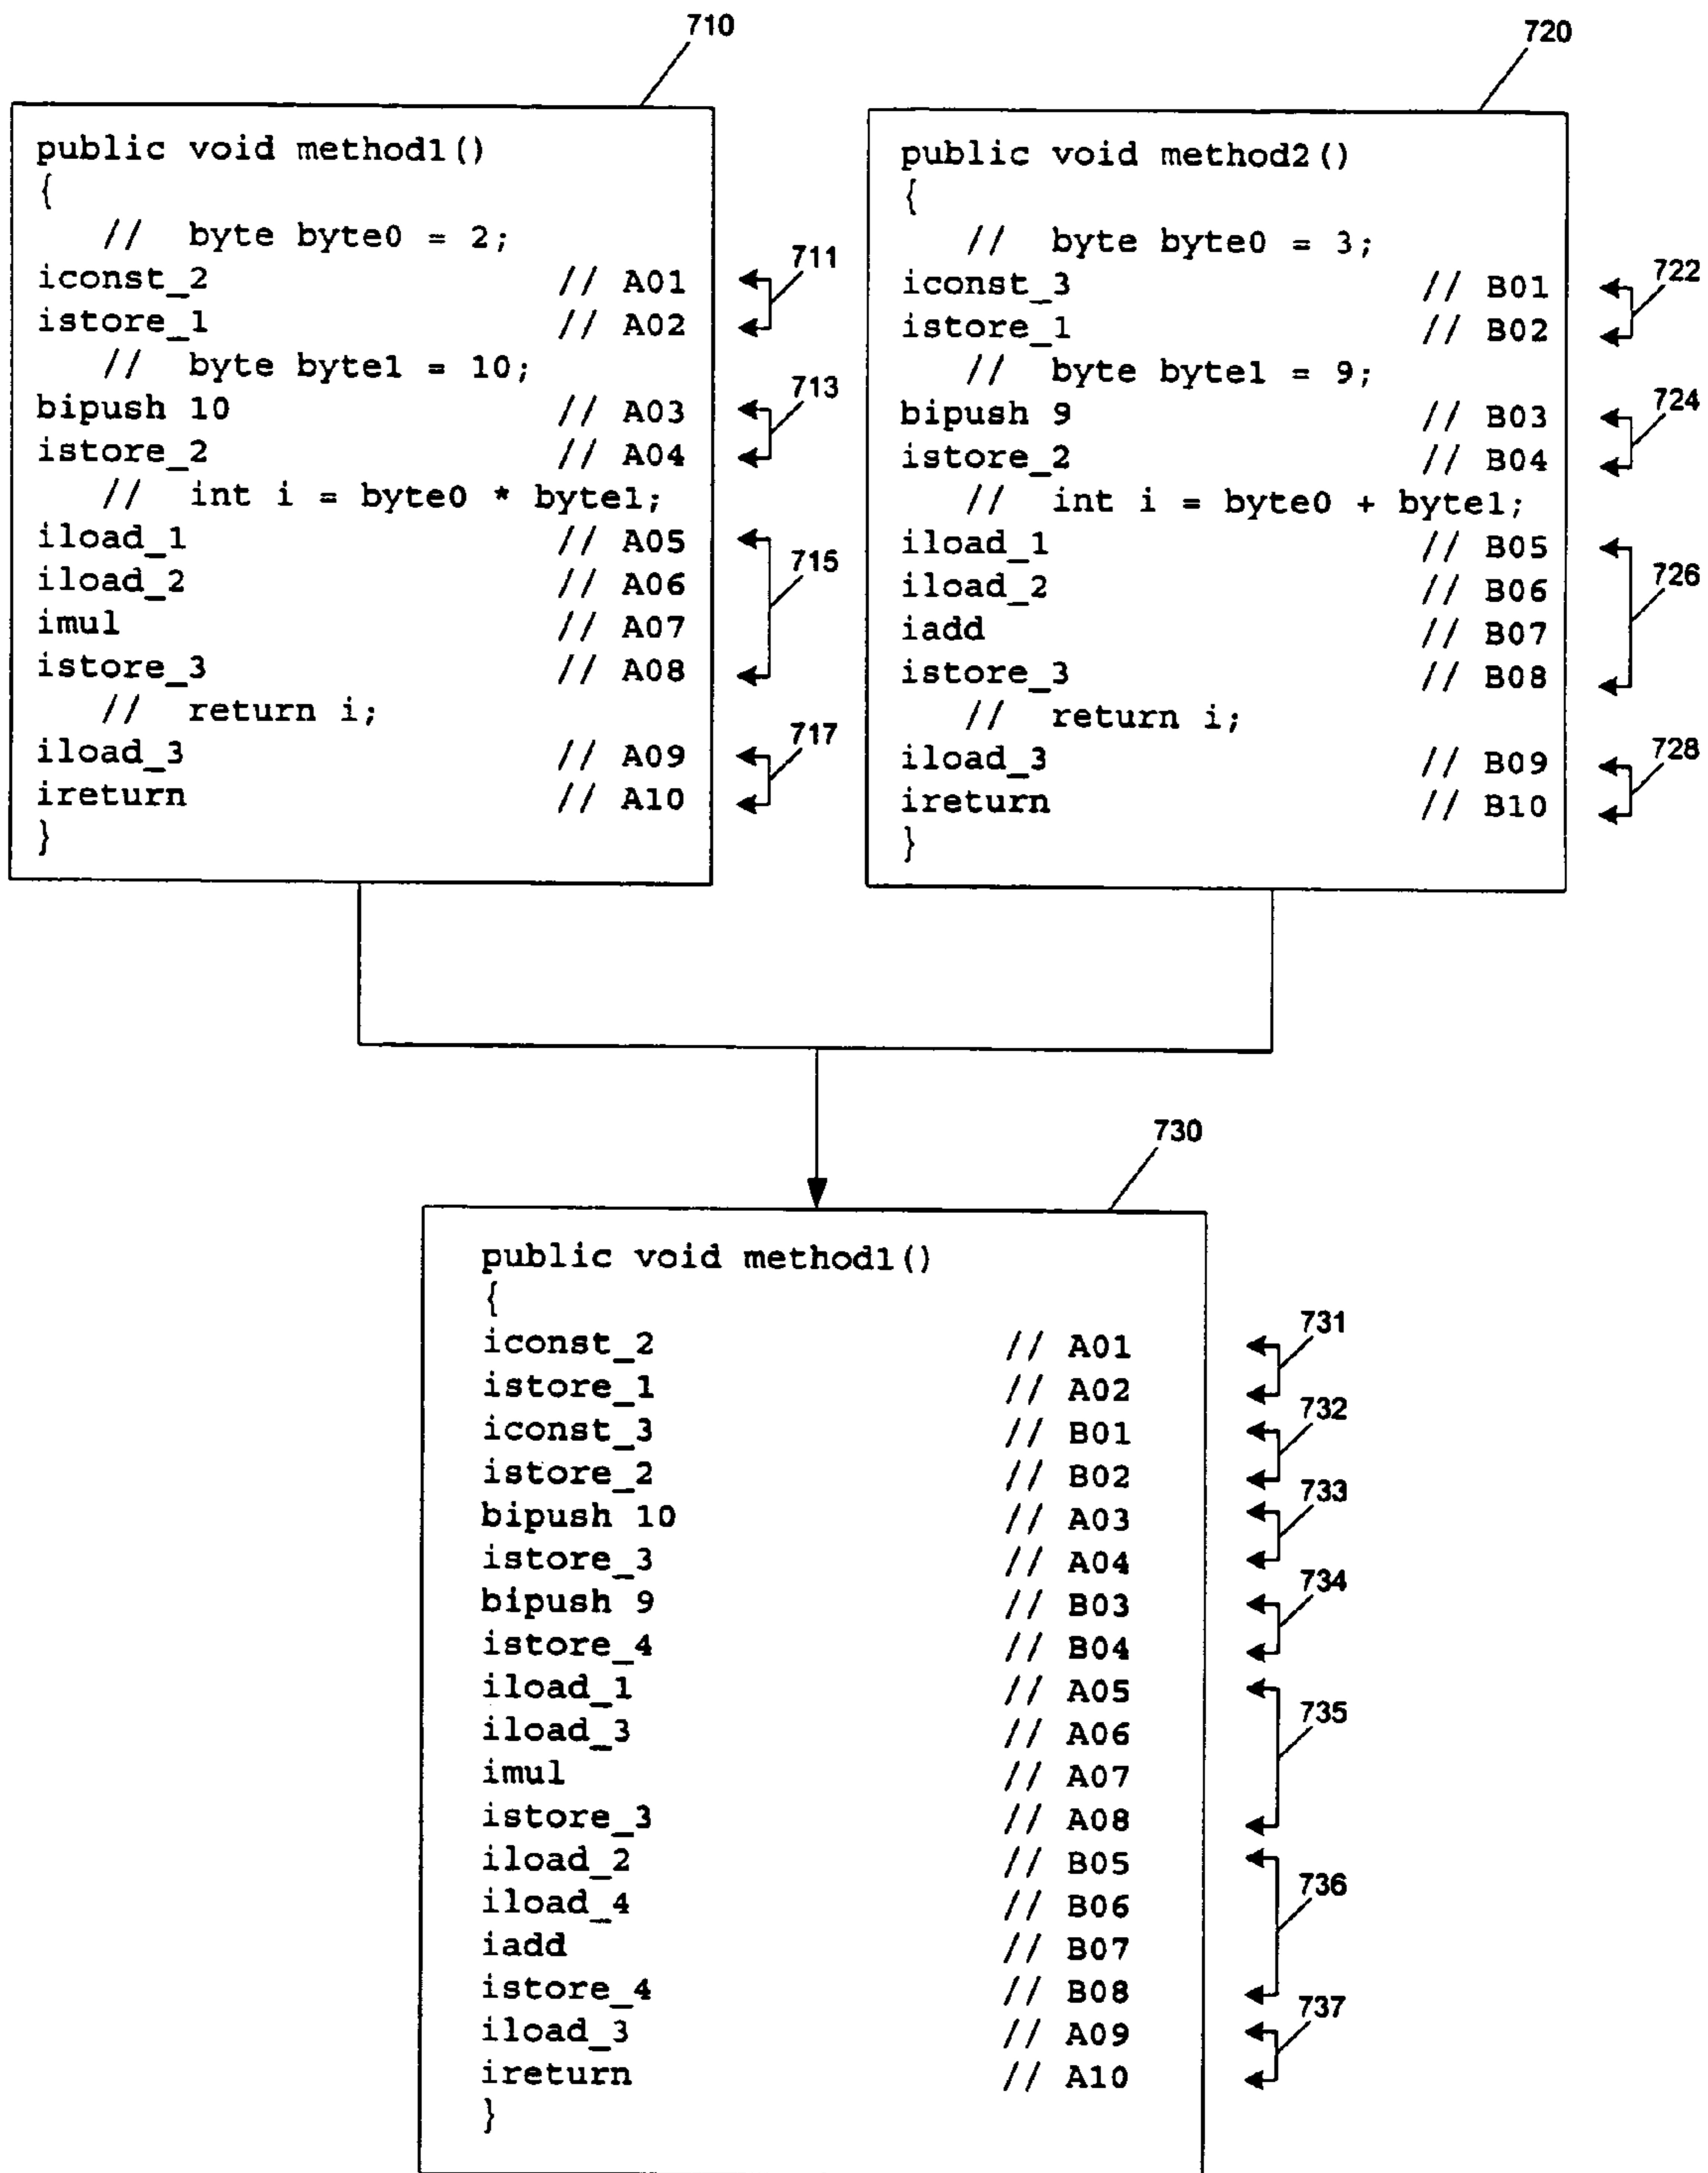 710
public void method1()
{
//  byte byte0 = 2;
iconst_2 // A01
istore_1 // A02
711
//  byte byte1 = 10;
bipush 10 // A03
istore_2 // A04
713
//  int i = byte0 * byte1;
iload_1 // A05
iload_2 // A06
imul // A07
istore_3 // A08
715
//  return i;
iload_3 // A09
ireturn // A10
717
}
720
public void method2()
{
//  byte byte0 = 3;
iconst_3 // B01
istore_1 // B02
722
//  byte byte1 = 9;
bipush 9 // B03
istore_2 // B04
724
//  int i = byte0 + byte1;
iload_1 // B05
iload_2 // B06
iadd // B07
istore_3 // B08
726
//  return i;
iload_3 // B09
ireturn // B10
728
}
730
public void method1()
{
iconst_2 // A01
istore_1 // A02
731
iconst_3 // B01
istore_2 // B02
732
bipush 10 // A03
istore_3 // A04
733
bipush 9 // B03
istore_4 // B04
734
iload_1 // A05
iload_3 // A06
imul // A07
istore_3 // A08
735
iload_2 // B05
iload_4 // B06
iadd // B07
istore_4 // B08
736
iload_3 // A09
ireturn // A10
737
}